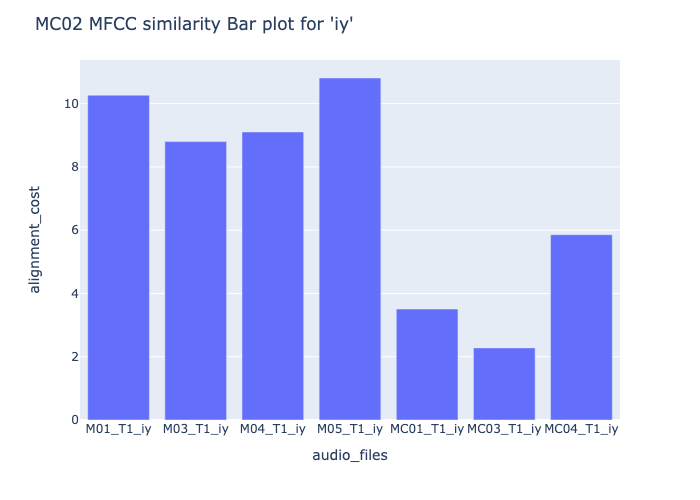 MC02 MFCC similarity Bar plot for 'iy'
alignment_cost
10
8
6
4
2
0
M01_T1_iy M03_T1_iy M04_T1_iy M05_T1_iy MC01_T1_iy MC03_T1_iy MC04_T1_iy
audio_files